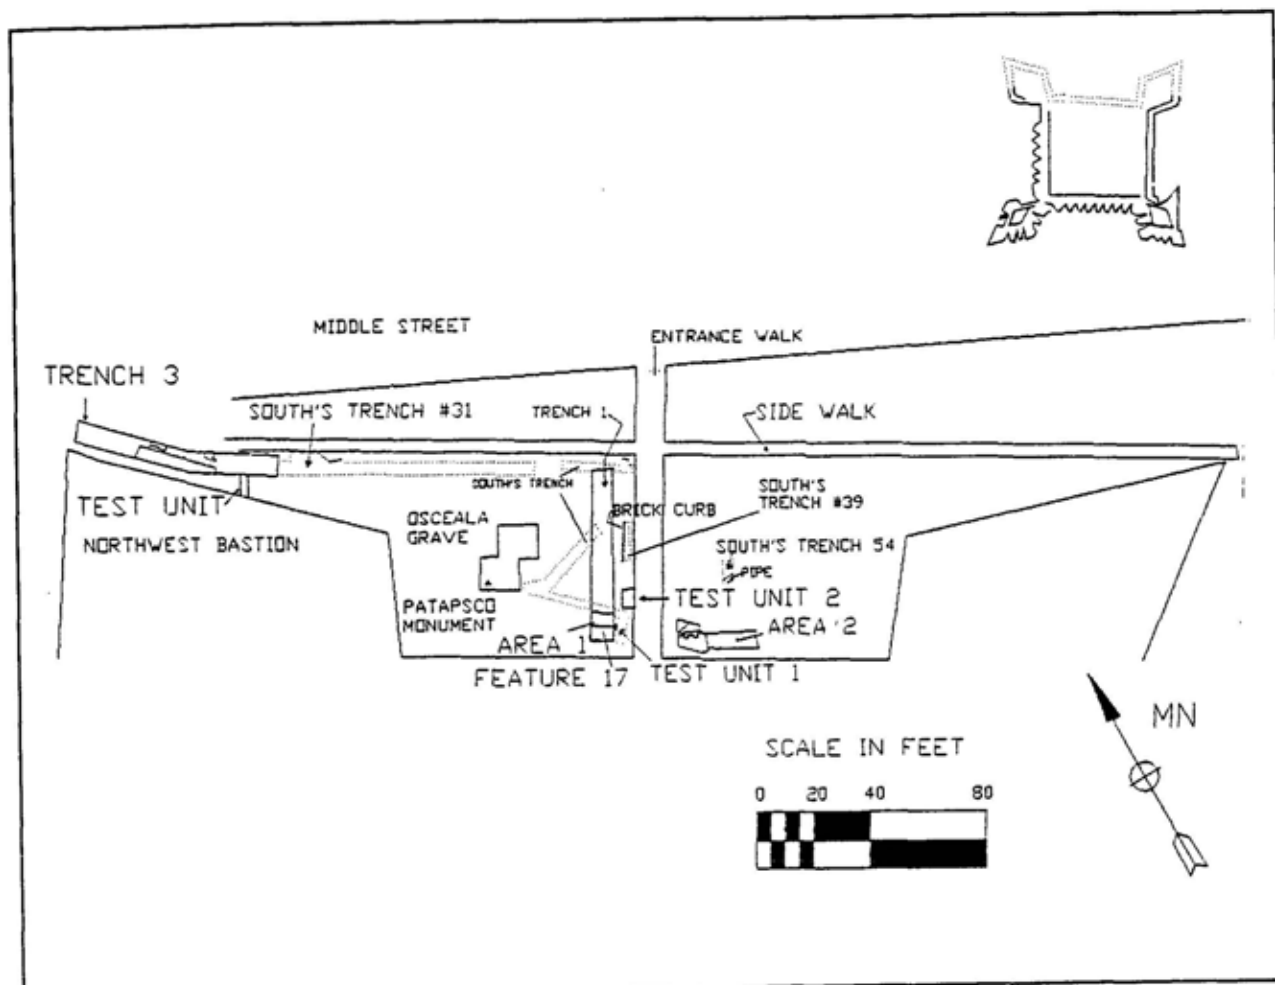 MIDDLE STREET
ENTRANCE WALK
TRENCH 3
SOUTH'S TRENCH #31
TRENCH 1
SIDE WALK
SOUTH'S TRENCH
SOUTH'S
TRENCH #39
BRICK CURB
TEST UNIT
OSCEALA
GRAVE
NORTHWEST BASTION
SOUTH'S TRENCH 54
PIPE
PATAPSCO
MONUMENT
TEST UNIT 2
AREA 1
AREA 2
FEATURE 17
TEST UNIT 1
MN
SCALE IN FEET
0 20 40 80